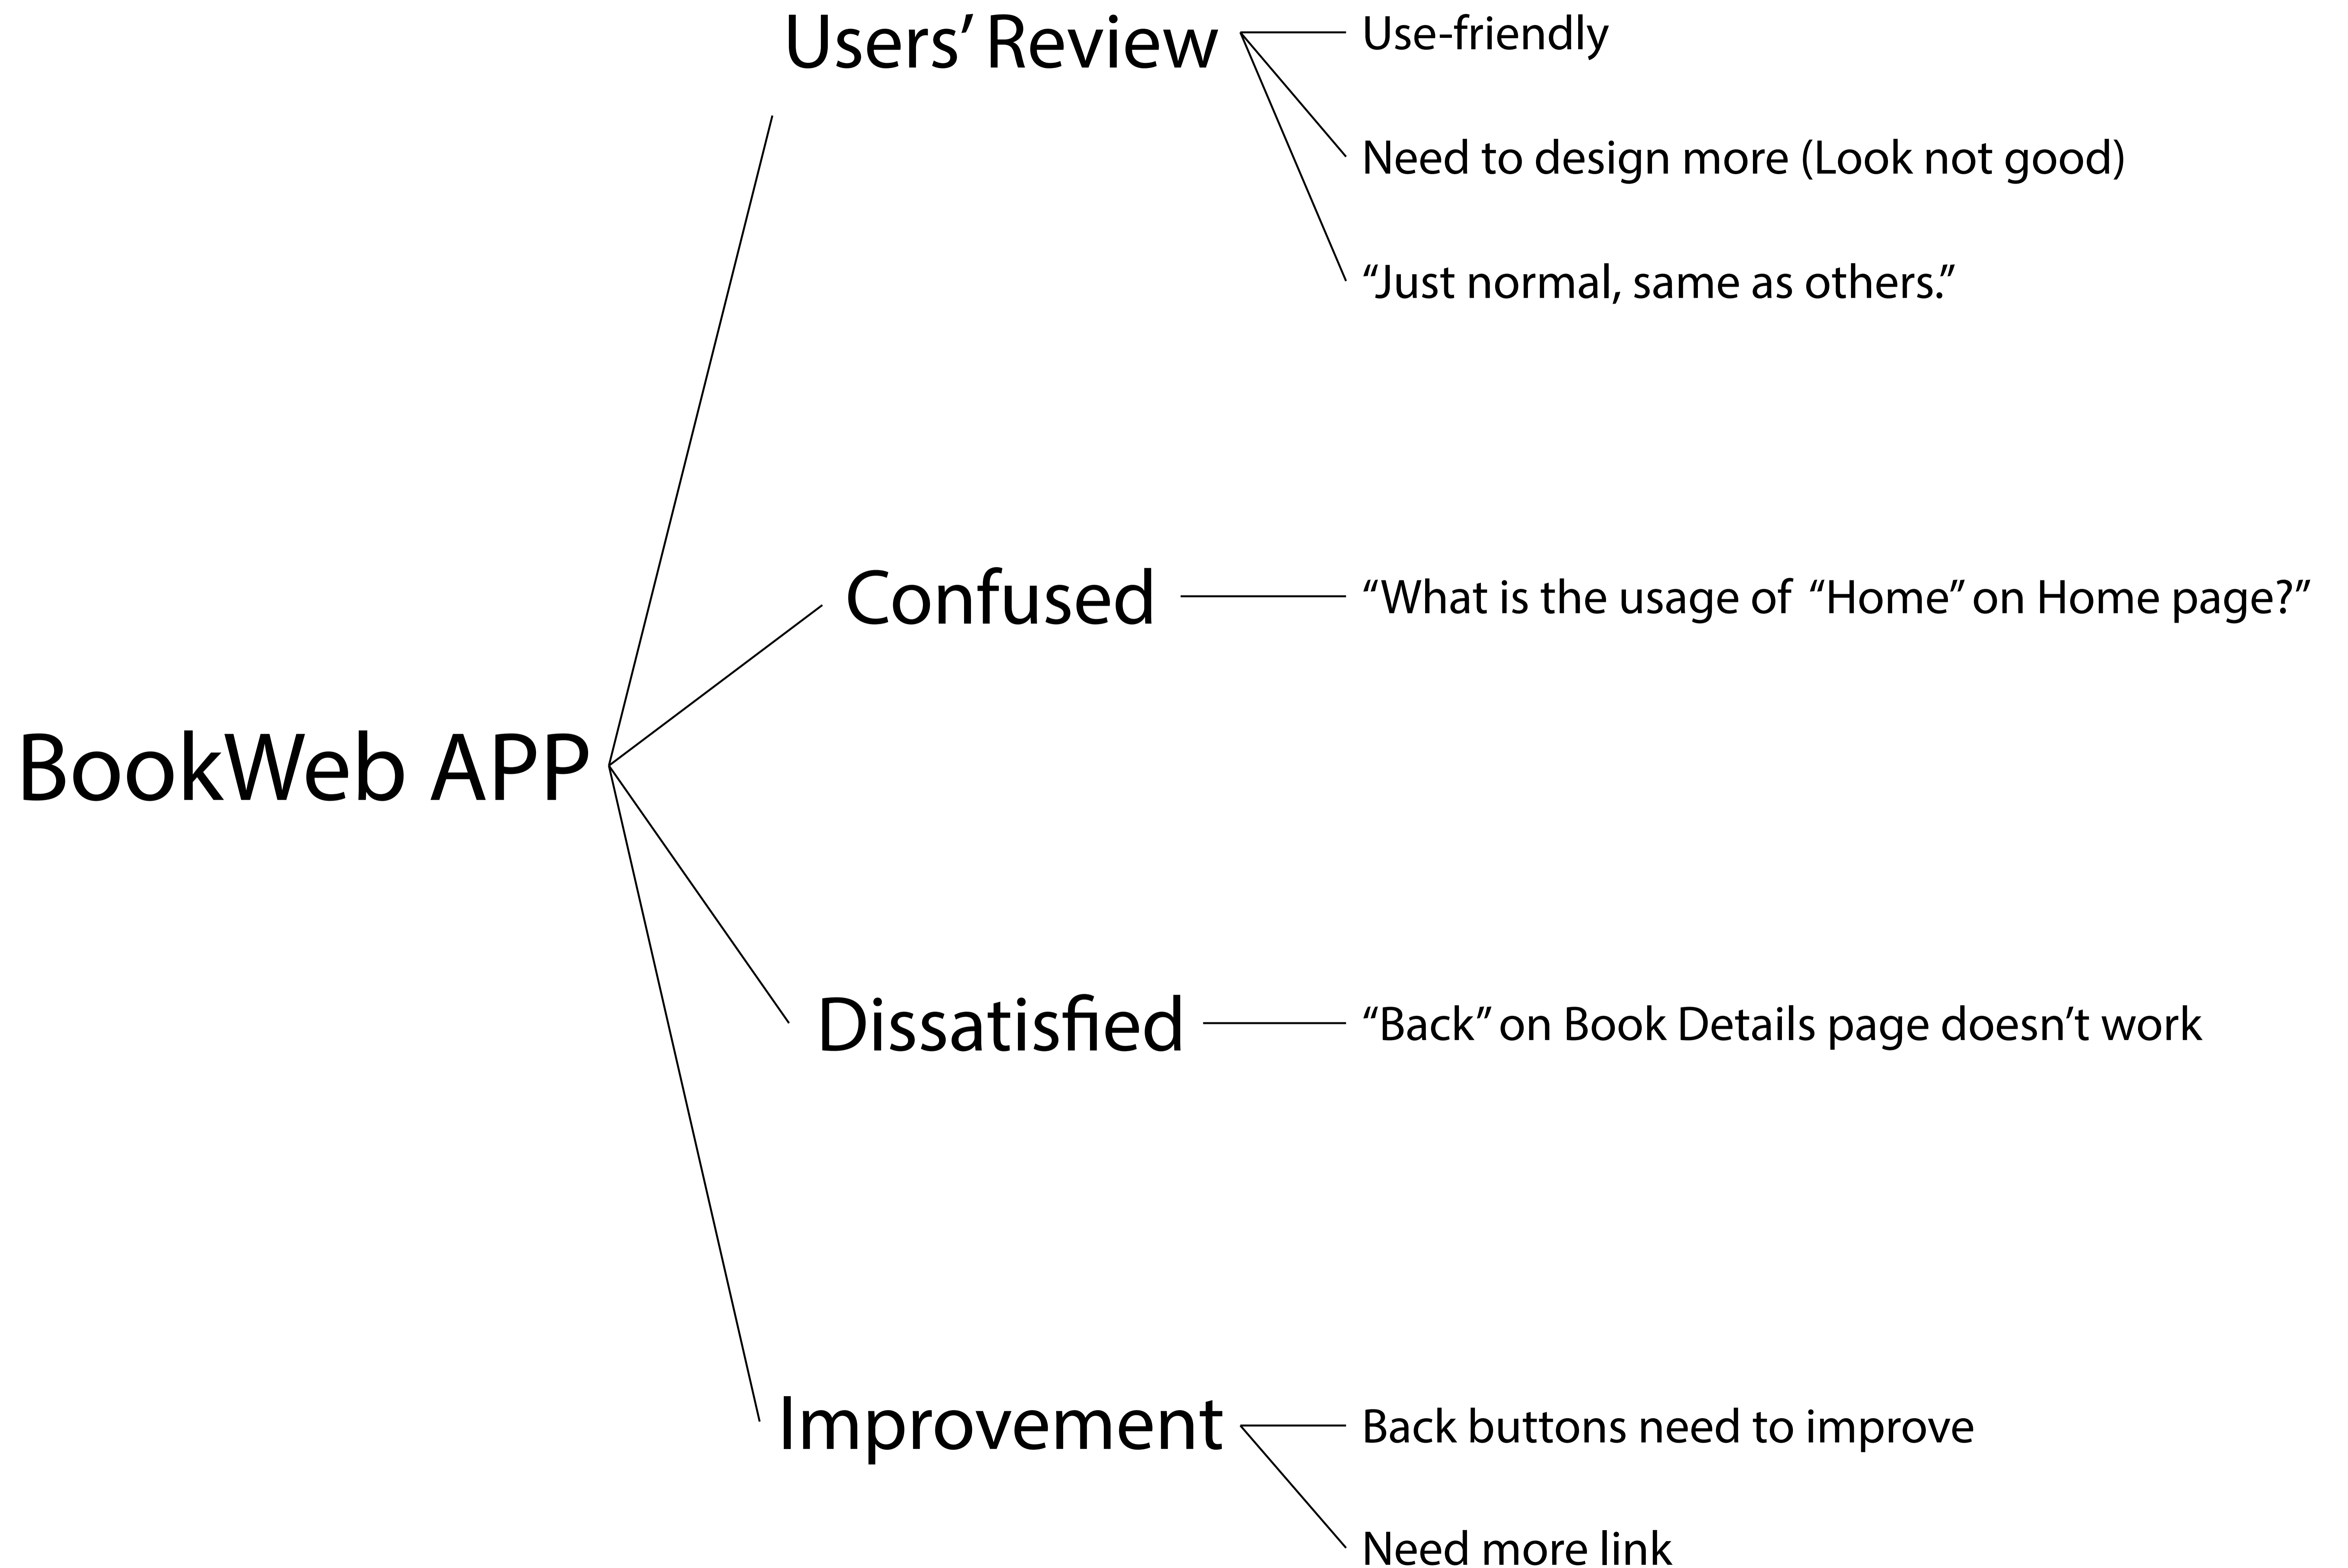 Users’ Review
Use-friendly
Need to design more (Look not good)
“Just normal, same as others.”
Confused
“What is the usage of “Home” on Home page?”
BookWeb APP
Dissatisfied
“Back” on Book Details page doesn’t work
Improvement
Back buttons need to improve
Need more link